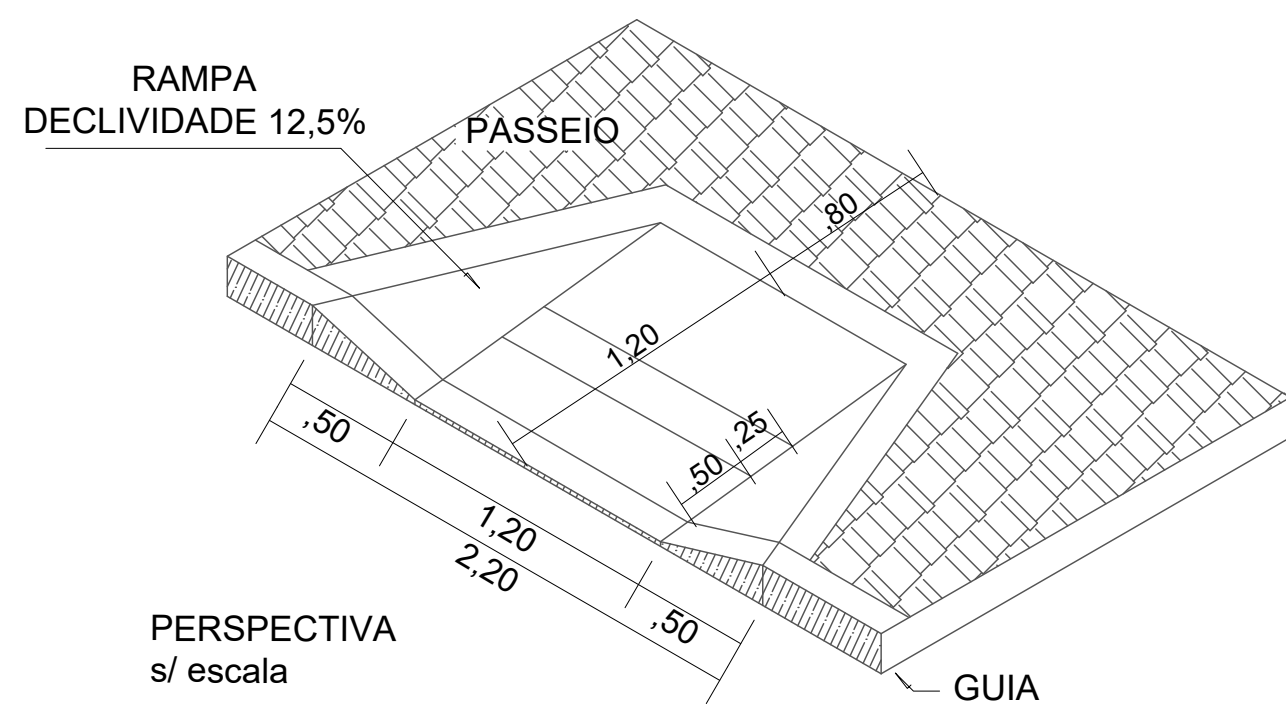 RAMPA
DECLIVIDADE 12,5%
PASSEIO
,80
1,20
,25
,50
,50
1,20
2,20
,50
PERSPECTIVA
s/ escala
GUIA